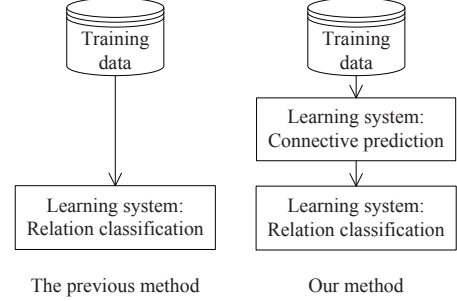 Training
data
Learning system:
Relation classification
The previous method
Training
data
Learning system:
Connective prediction
Learning system:
Relation classification
Our method